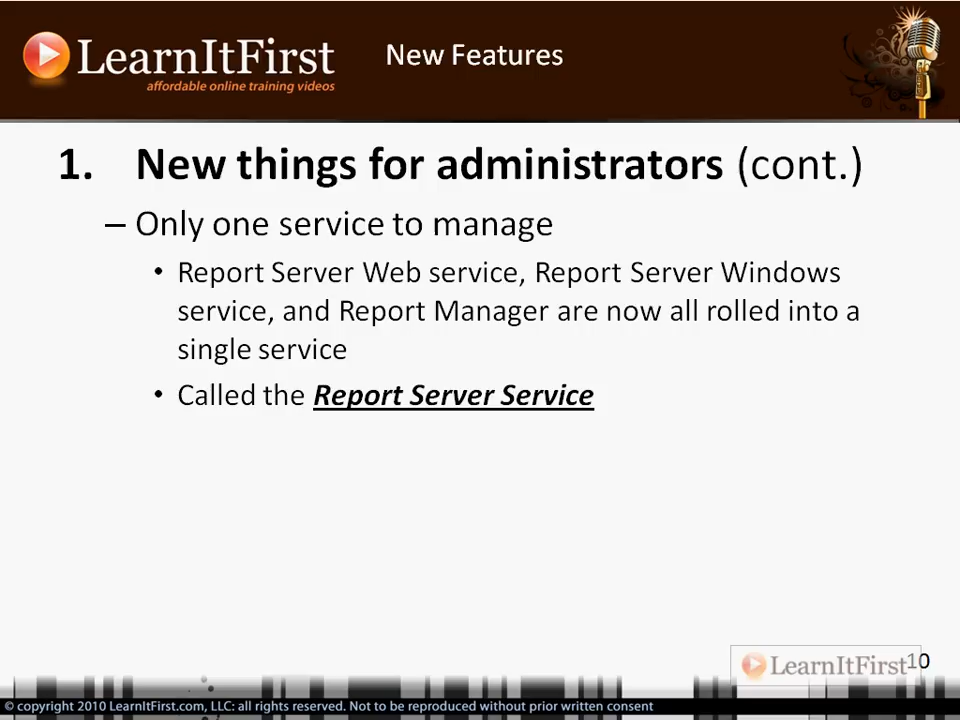 LearnItFirst
affordable online training videos
New Features
1. New things for administrators (cont.)
– Only one service to manage
• Report Server Web service, Report Server Windows
service, and Report Manager are now all rolled into a
single service
• Called the Report Server Service
LearnItFirst
10
© copyright 2010 LearnItFirst.com, LLC: all rights reserved. Not to be reproduced without prior written consent